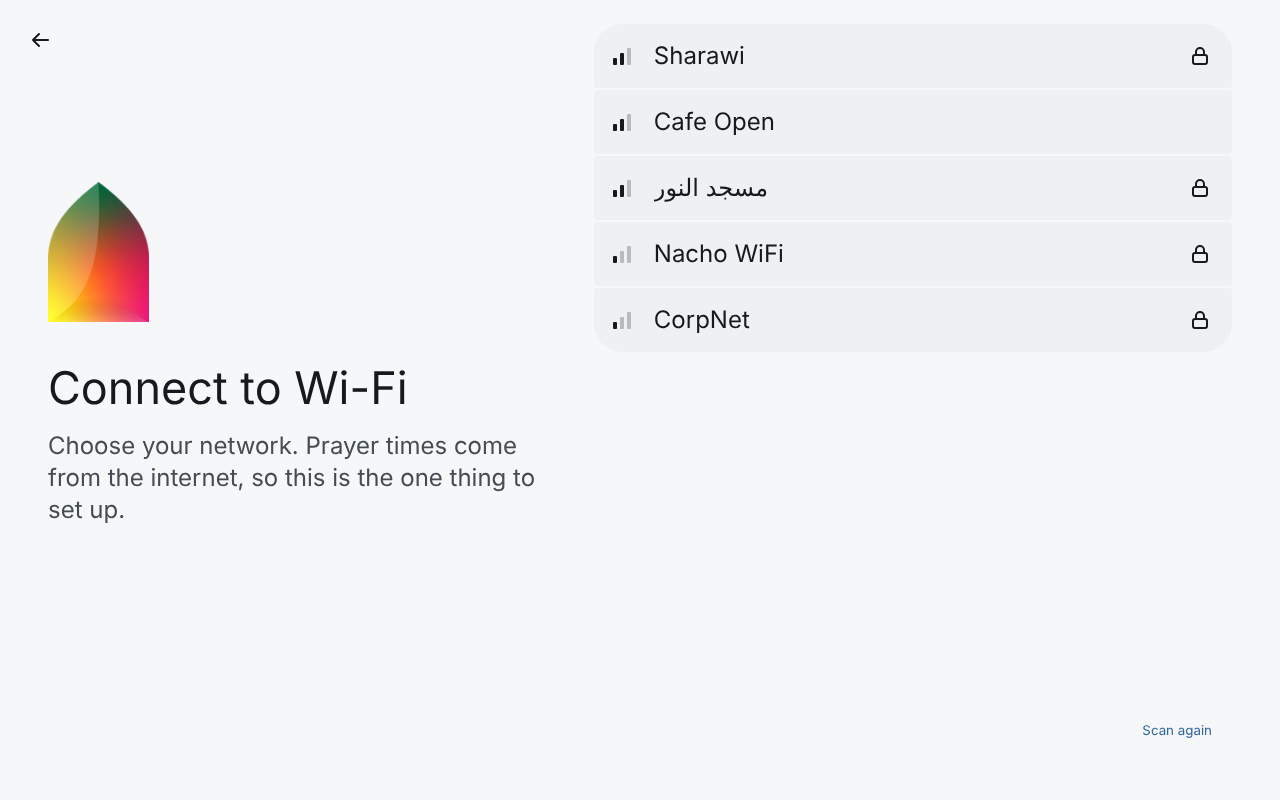 Connect to Wi-Fi
Choose your network. Prayer times come
from the internet, so this is the one thing to
set up.
Sharawi
Cafe Open
مسجد النور
Nacho WiFi
CorpNet
Scan again